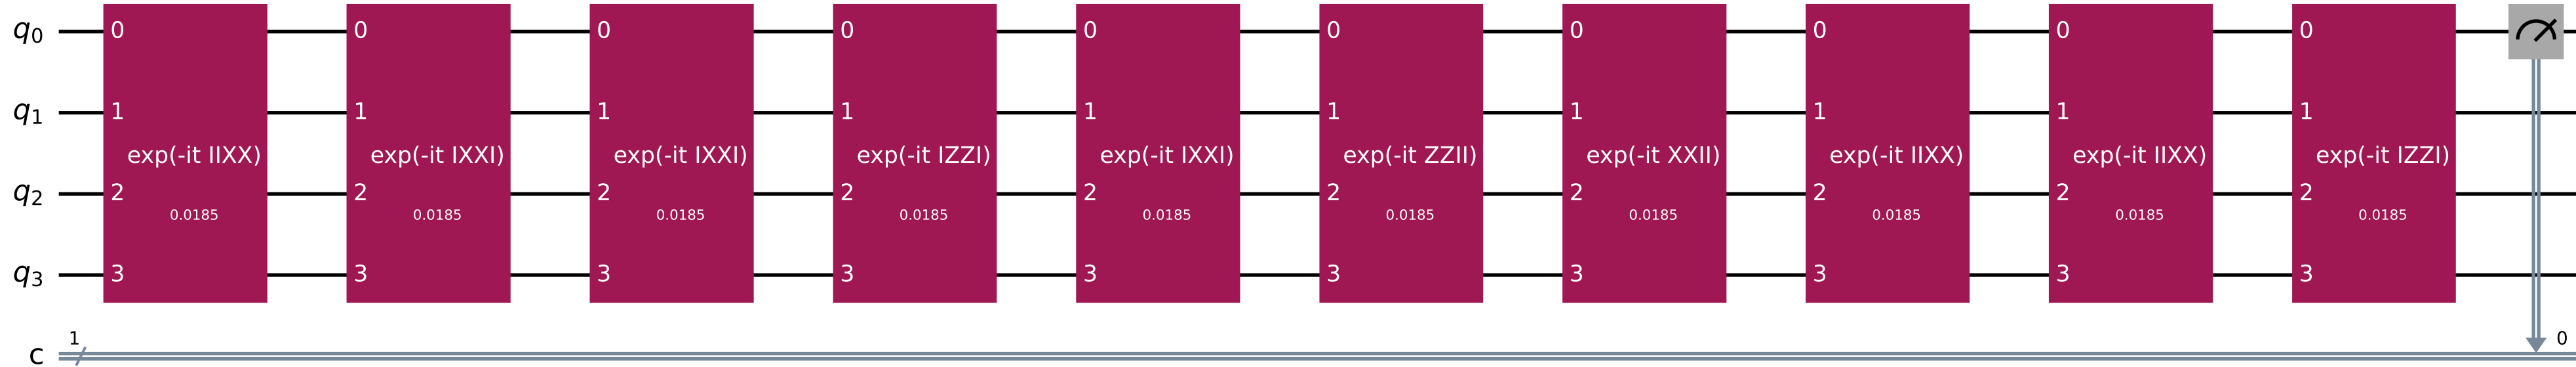 q0 0 0 0 0 0 0 0 0 0 0
q1 1 1 1 1 1 1 1 1 1 1
exp(-it IIXX) exp(-it IXXI) exp(-it IXXI) exp(-it IZZI) exp(-it IXXI) exp(-it ZZII) exp(-it XXII) exp(-it IIXX) exp(-it IIXX) exp(-it IZZI)
q2 2 2 2 2 2 2 2 2 2 2
0.0185 0.0185 0.0185 0.0185 0.0185 0.0185 0.0185 0.0185 0.0185 0.0185
q3 3 3 3 3 3 3 3 3 3 3
1 0
c